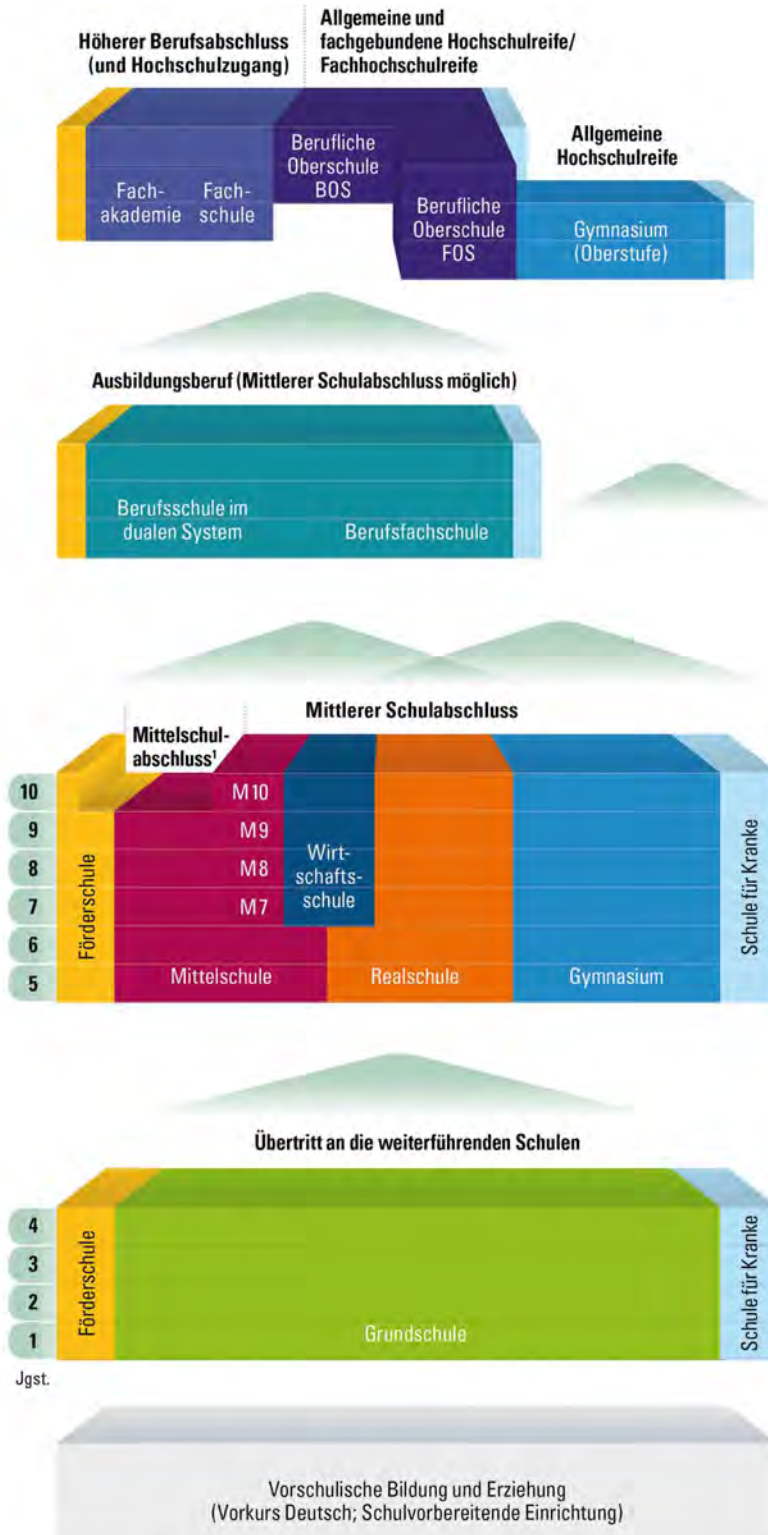 Höherer Berufsabschluss
(und Hochschulzugang)
Allgemeine und
fachgebundene Hochschulreife/
Fachhochschulreife
Allgemeine
Hochschulreife
Fach-
akademie
Fach-
schule
Berufliche
Oberschule
BOS
Berufliche
Oberschule
FOS
Gymnasium
(Oberstufe)
Ausbildungsberuf (Mittlerer Schulabschluss möglich)
Berufsschule im
dualen System
Berufsfachschule
Mittlerer Schulabschluss
Mittelschul-
abschluss¹
10
9
8
7
6
5
Förderschule
M10
M9
M8
M7
Mittelschule
Wirt-
schafts-
schule
Realschule
Gymnasium
Schule für Kranke
Übertritt an die weiterführenden Schulen
4
3
2
1
Jgst.
Förderschule
Grundschule
Schule für Kranke
Vorschulische Bildung und Erziehung
(Vorkurs Deutsch; Schulvorbereitende Einrichtung)